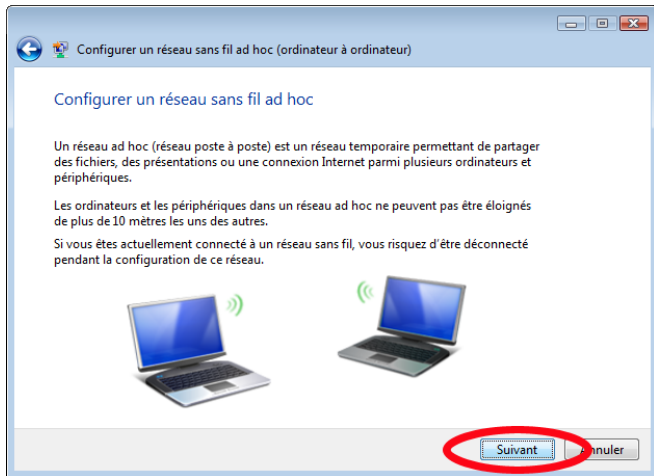 Configurer un réseau sans fil ad hoc (ordinateur à ordinateur)
Configurer un réseau sans fil ad hoc
Un réseau ad hoc (réseau poste à poste) est un réseau temporaire permettant de partager
des fichiers, des présentations ou une connexion Internet parmi plusieurs ordinateurs et
périphériques.
Les ordinateurs et les périphériques dans un réseau ad hoc ne peuvent pas être éloignés
de plus de 10 mètres les uns des autres.
Si vous êtes actuellement connecté à un réseau sans fil, vous risquez d'être déconnecté
pendant la configuration de ce réseau.
Suivant Annuler